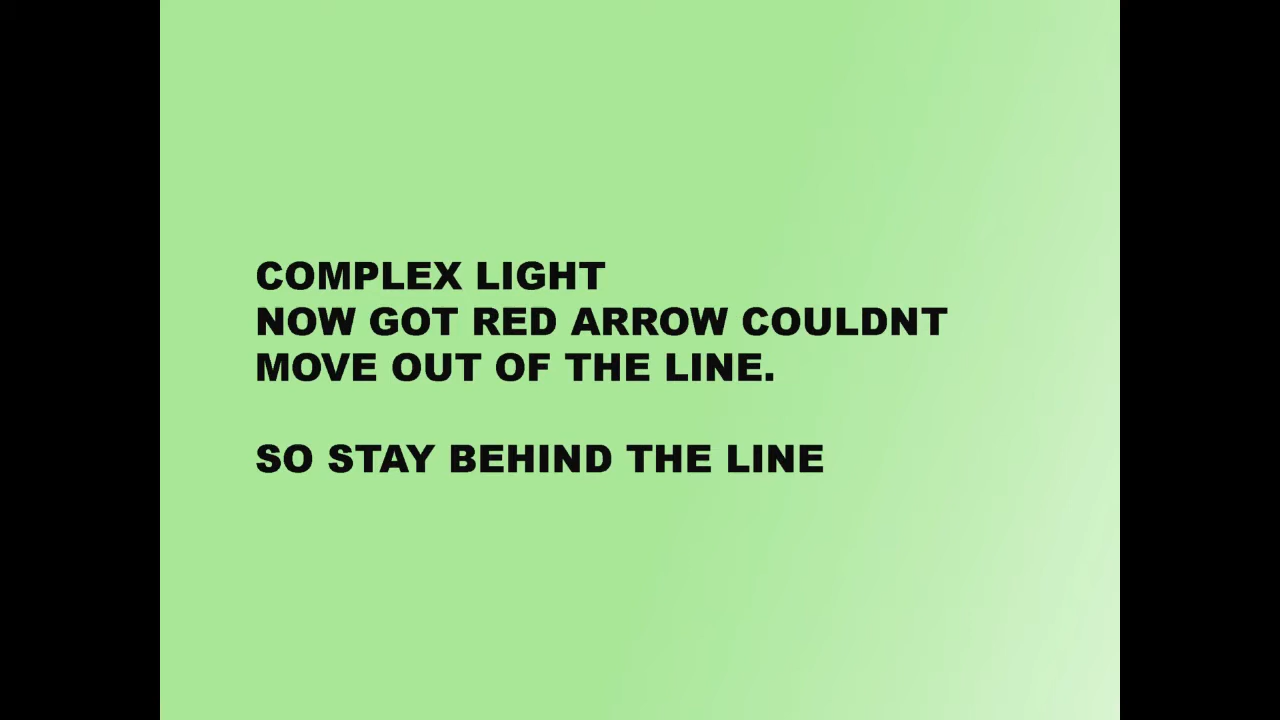 COMPLEX LIGHT
NOW GOT RED ARROW COULDNT
MOVE OUT OF THE LINE.
SO STAY BEHIND THE LINE